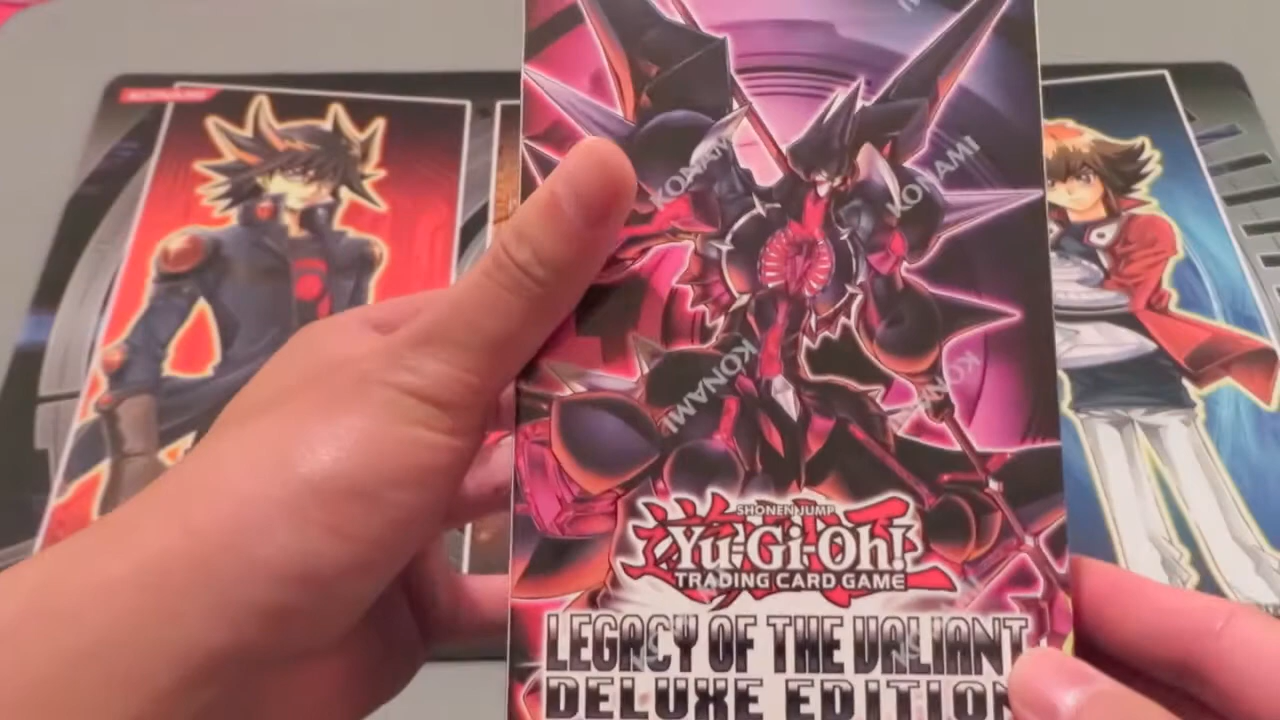 KONAMI
KONAMI
KONAMI
KONAMI
SHONEN JUMP
Yu-Gi-Oh!
TRADING CARD GAME
LEGACY OF THE VALIANT
DELUXE EDITION